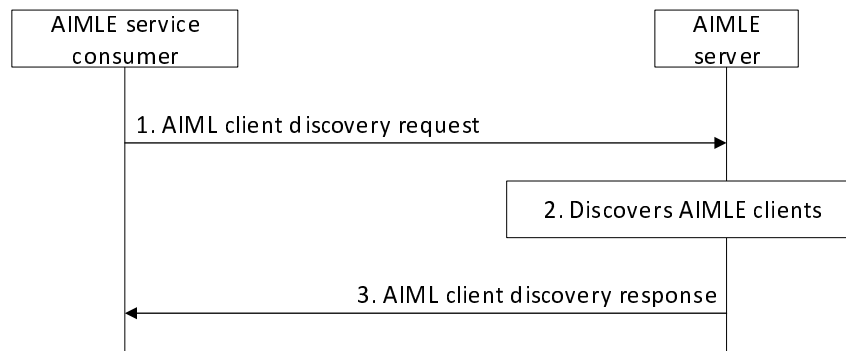 AIMLE service
consumer
AIMLE
server
1. AIML client discovery request
2. Discovers AIMLE clients
3. AIML client discovery response